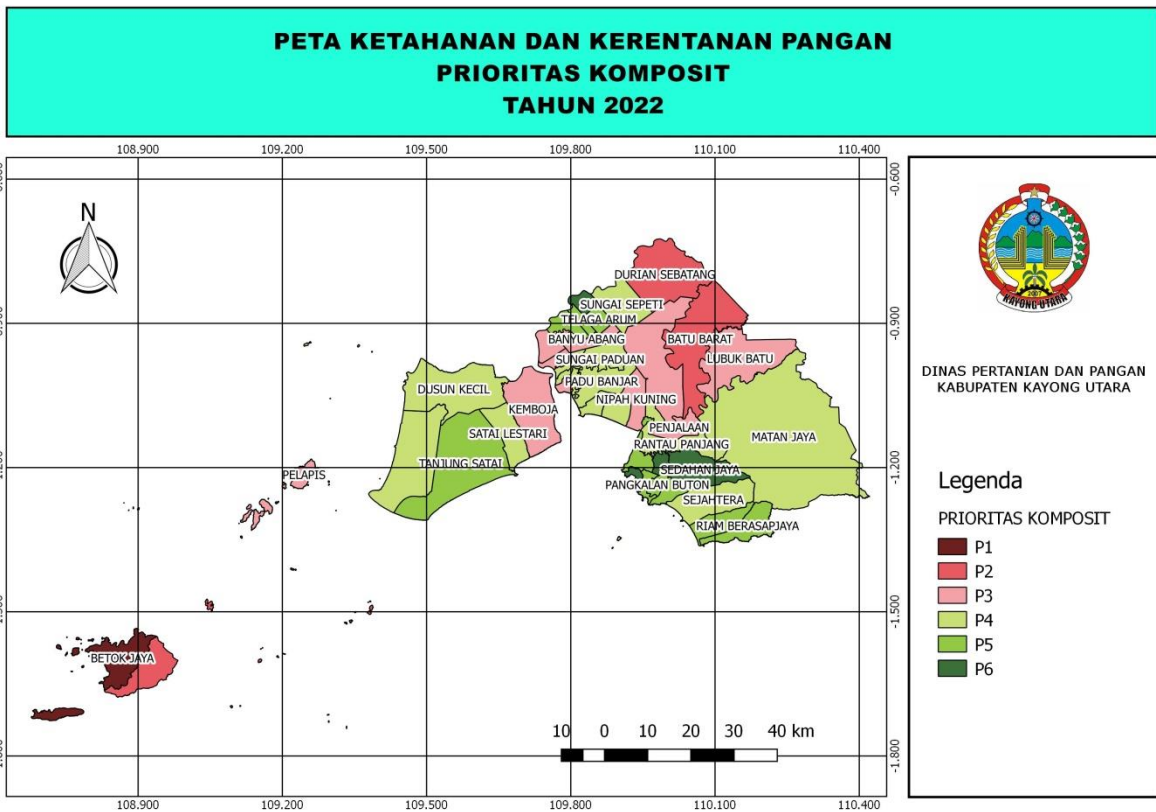 PETA KETAHANAN DAN KERENTANAN PANGAN
PRIORITAS KOMPOSIT
TAHUN 2022
108.900 109.200 109.500 109.800 110.100 110.400
-0.600
N
DURIAN SEBATANG
SUNGAI SEPETI
TELAGA ARUM
-0.900
BANYU ABANG
BATU BARAT
SUNGAI PADUAN
LUBUK BATU
PADU BANJAR
DUSUN KECIL
NIPAH KUNING
KEMBOJA
PENJALAAN
SATAI LESTARI
MATAN JAYA
RANTAU PANJANG
TANJUNG SATAI
-1.200
SEDAHAN JAYA
PELAPIS
PANGKALAN BUTON
SEJAHTERA
RIAM BERASAPJAYA
-1.500
BETOK JAYA
10 0 10 20 30 40 km
-1.800
108.900 109.200 109.500 109.800 110.100 110.400
2007
KAYONG UTARA
DINAS PERTANIAN DAN PANGAN
KABUPATEN KAYONG UTARA
Legenda
PRIORITAS KOMPOSIT
P1
P2
P3
P4
P5
P6